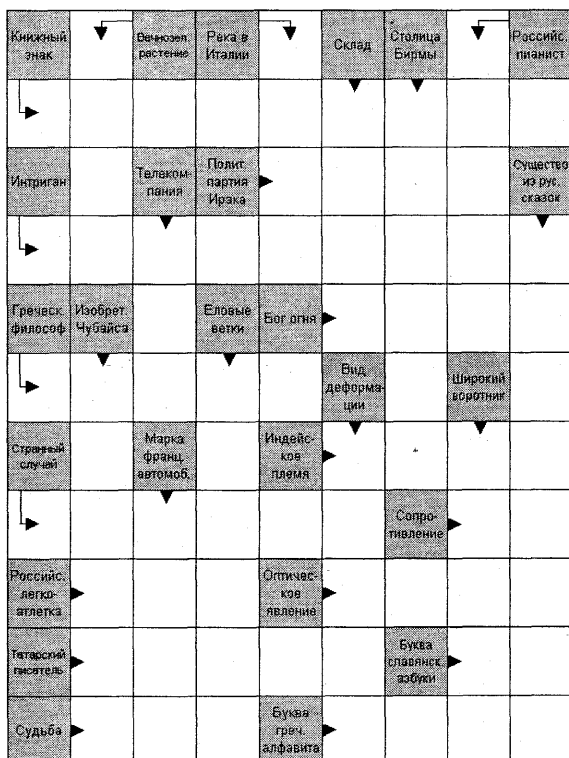 Книжный
знак
Вечнозел.
растение
Река в
Италии
Склад
Столица
Бирмы
Российс.
пианист
Интриган
Телеком-
пания
Полит.
партия
Ирака
Существо
из рус.
сказок
Греческ.
философ
Изобрет.
Чубайса
Еловые
ветки
Бог огня
Вид
деформа-
ции
Широкий
воротник
Странный
случай
Марка
франц.
автомоб.
Индейс-
кое
племя
Сопро-
тивление
Российс.
легко-
атлетка
Оптичес-
кое
явление
Татарский
писатель
Буква
славянск.
азбуки
Судьба
Буква
греч.
алфавита